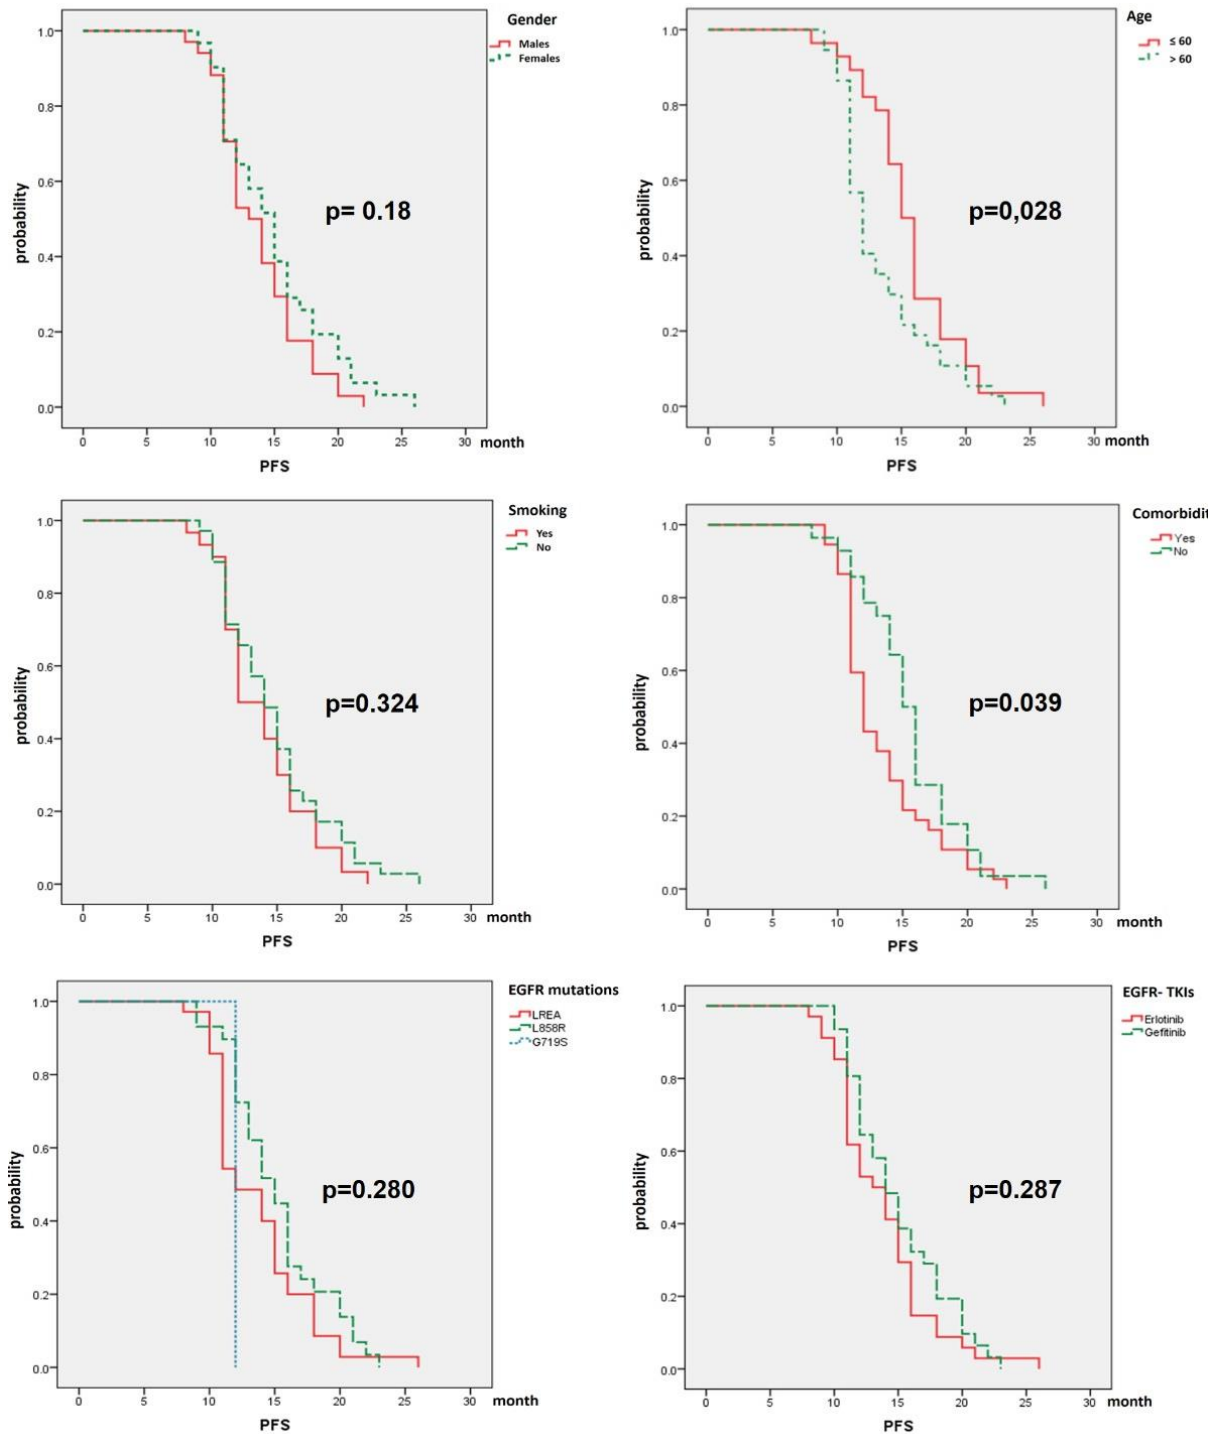 Gender
Males
Females
1.0
0.8
0.6
0.4
0.2
0.0
probability
p= 0.18
0 5 10 15 20 25 30 month
PFS
Age
≤ 60
> 60
1.0
0.8
0.6
0.4
0.2
0.0
probability
p=0,028
0 5 10 15 20 25 30 month
PFS
Smoking
Yes
No
1.0
0.8
0.6
0.4
0.2
0.0
probability
p=0.324
0 5 10 15 20 25 30 month
PFS
Comorbidit
Yes
No
1.0
0.8
0.6
0.4
0.2
0.0
probability
p=0.039
0 5 10 15 20 25 30 month
PFS
EGFR mutations
LREA
L858R
G719S
1.0
0.8
0.6
0.4
0.2
0.0
probability
p=0.280
0 5 10 15 20 25 30 month
PFS
EGFR- TKIs
Erlotinib
Gefitinib
1.0
0.8
0.6
0.4
0.2
0.0
probability
p=0.287
0 5 10 15 20 25 30 month
PFS